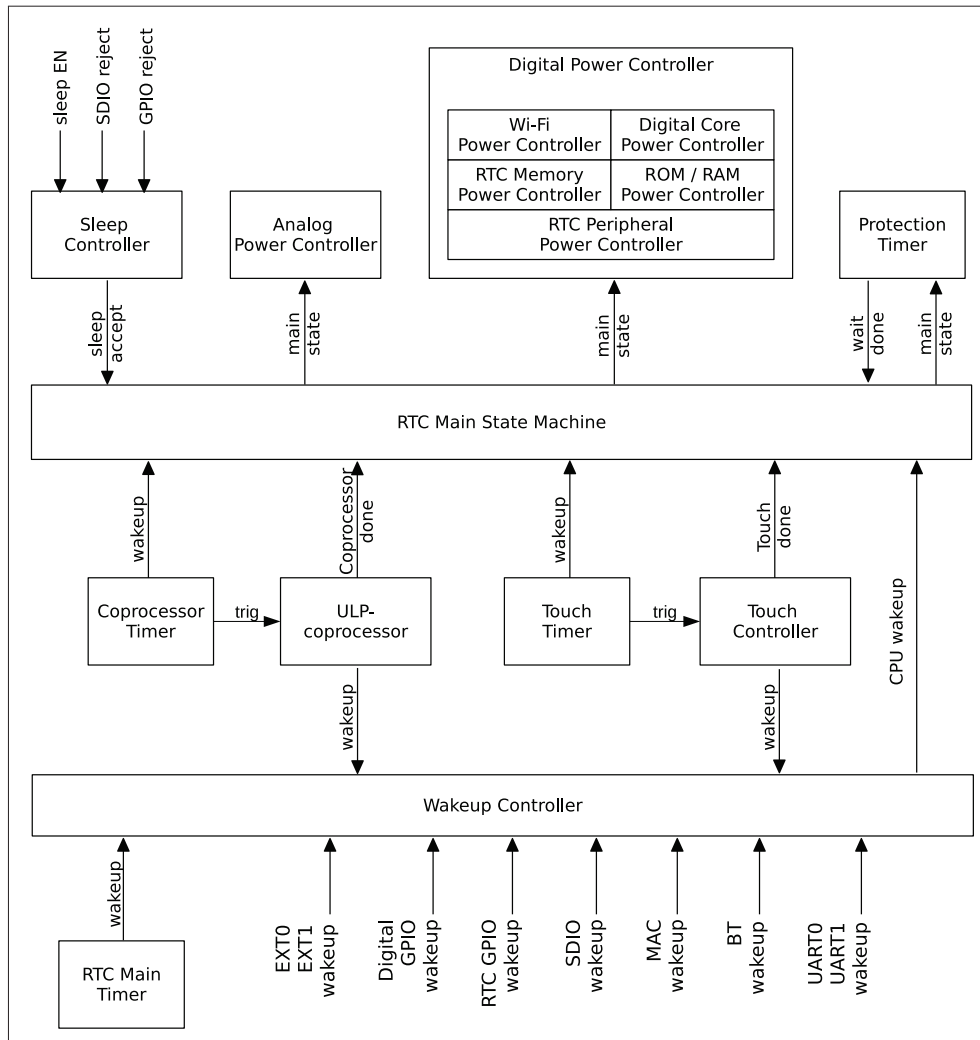 sleep EN
SDIO reject
GPIO reject
Digital Power Controller
Wi-Fi
Power Controller
Digital Core
Power Controller
RTC Memory
Power Controller
ROM / RAM
Power Controller
RTC Peripheral
Power Controller
Sleep
Controller
Analog
Power Controller
Protection
Timer
sleep
accept
main
state
main
state
wait
done
main
state
RTC Main State Machine
wakeup
Coprocessor
done
wakeup
Touch
done
CPU wakeup
Coprocessor
Timer
trig
ULP-
coprocessor
Touch
Timer
trig
Touch
Controller
wakeup
wakeup
Wakeup Controller
wakeup
RTC Main
Timer
EXT0
EXT1
wakeup
Digital
GPIO
wakeup
RTC GPIO
wakeup
SDIO
wakeup
MAC
wakeup
BT
wakeup
UART0
UART1
wakeup